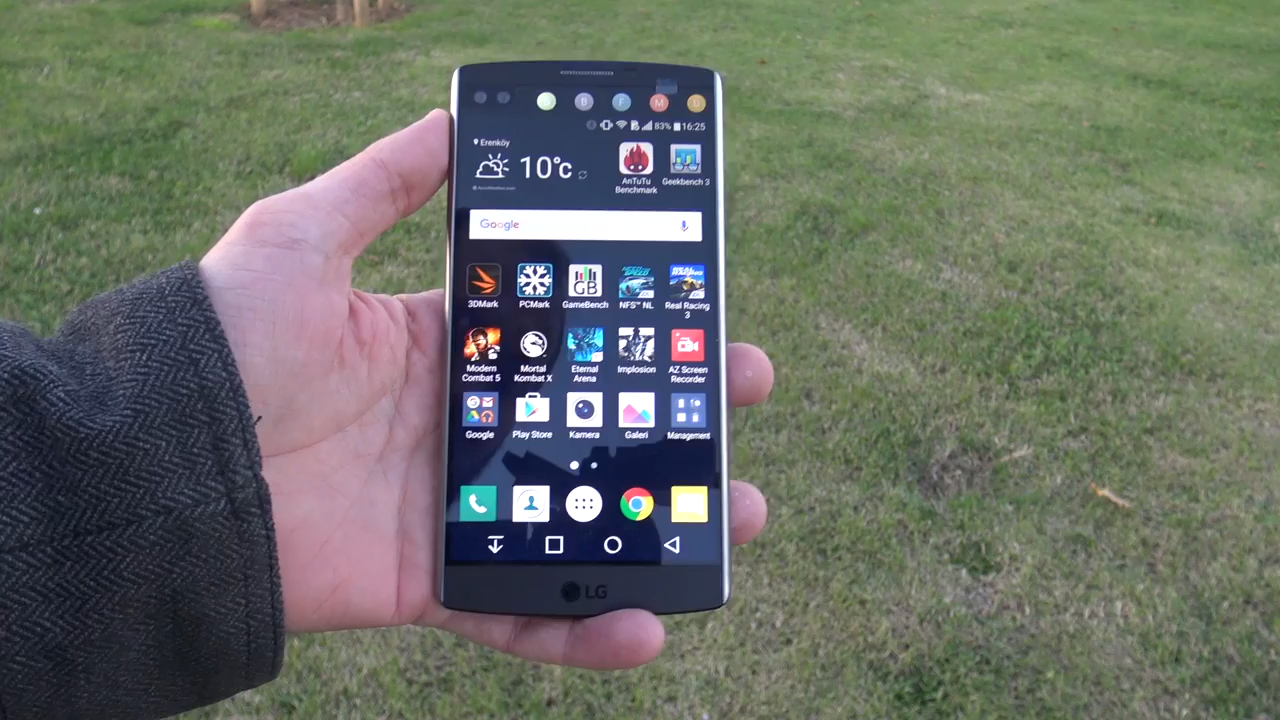 B F M U
83% 16:25
Erenköy
10°c
AnTuTu
Benchmark
Geekbench 3
Google
3DMark
PCMark
GB
GameBench
NFS™ NL
Real Racing
3
Modern
Combat 5
Mortal
Kombat X
Eternal
Arena
Implosion
AZ Screen
Recorder
Google
Play Store
Kamera
Galeri
Management
LG